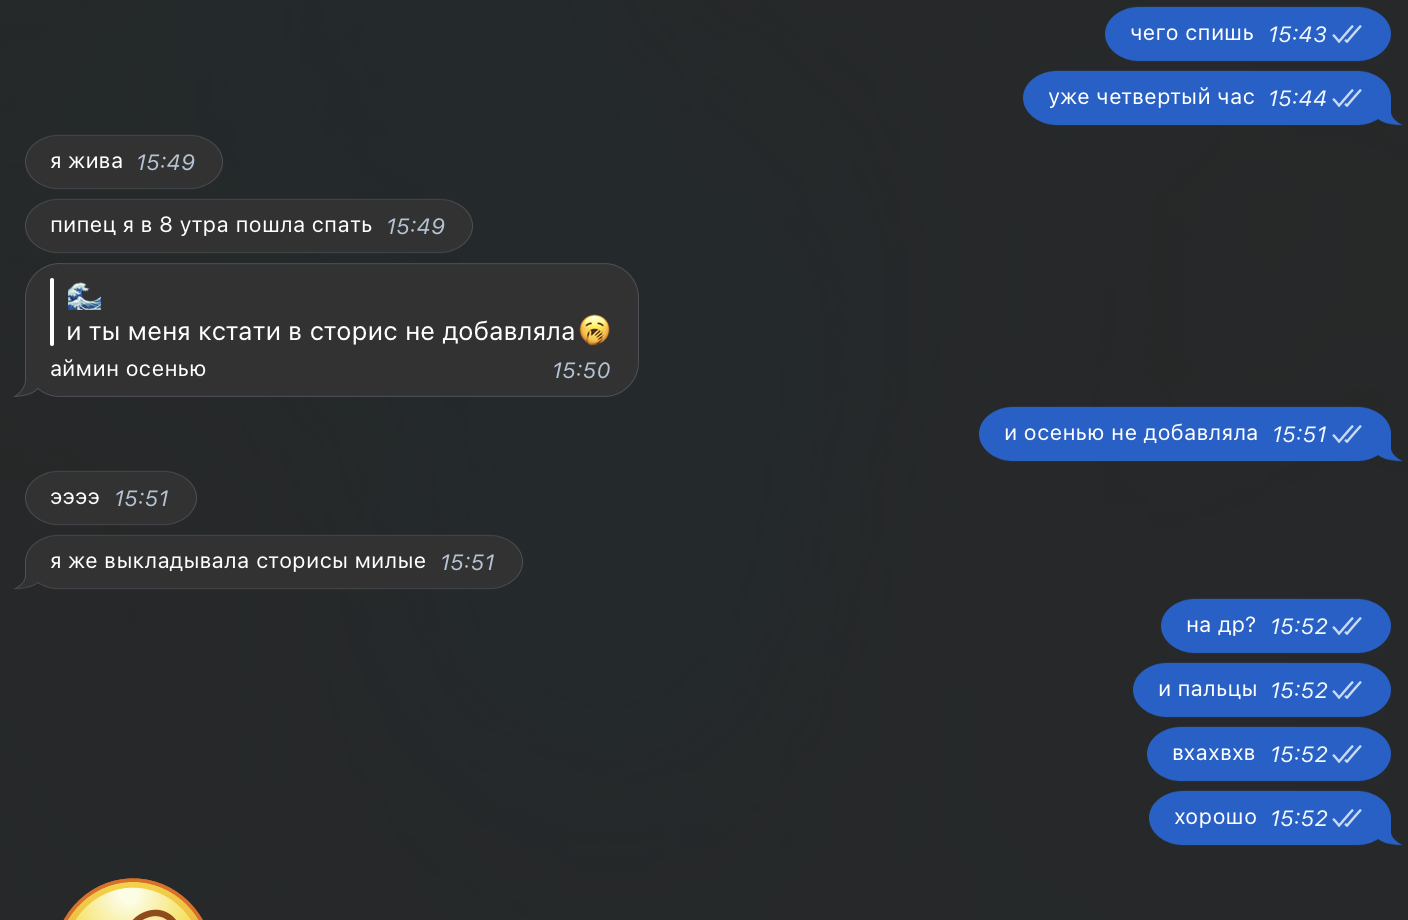 чего спишь 15:43
уже четвертый час 15:44
я жива 15:49
пипец я в 8 утра пошла спать 15:49
🌊
и ты меня кстати в сторис не добавляла🥱
аймин осенью 15:50
и осенью не добавляла 15:51
ээээ 15:51
я же выкладывала сторисы милые 15:51
на др? 15:52
и пальцы 15:52
вхахвхв 15:52
хорошо 15:52